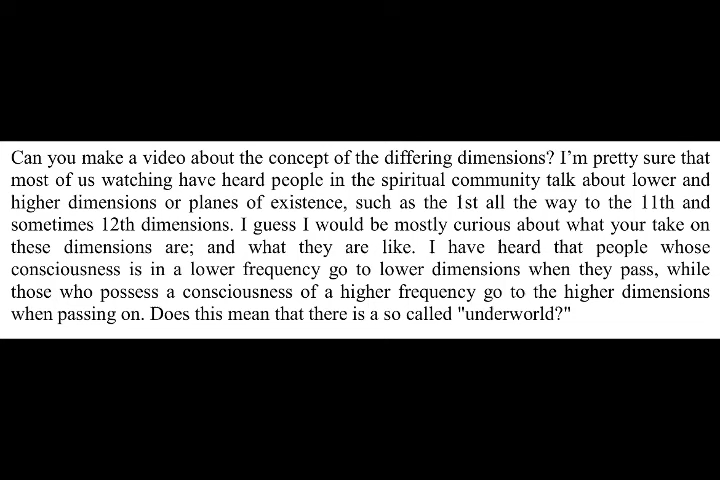 Can you make a video about the concept of the differing dimensions? I'm pretty sure that
most of us watching have heard people in the spiritual community talk about lower and
higher dimensions or planes of existence, such as the 1st all the way to the 11th and
sometimes 12th dimensions. I guess I would be mostly curious about what your take on
these dimensions are; and what they are like. I have heard that people whose
consciousness is in a lower frequency go to lower dimensions when they pass, while
those who possess a consciousness of a higher frequency go to the higher dimensions
when passing on. Does this mean that there is a so called "underworld?"